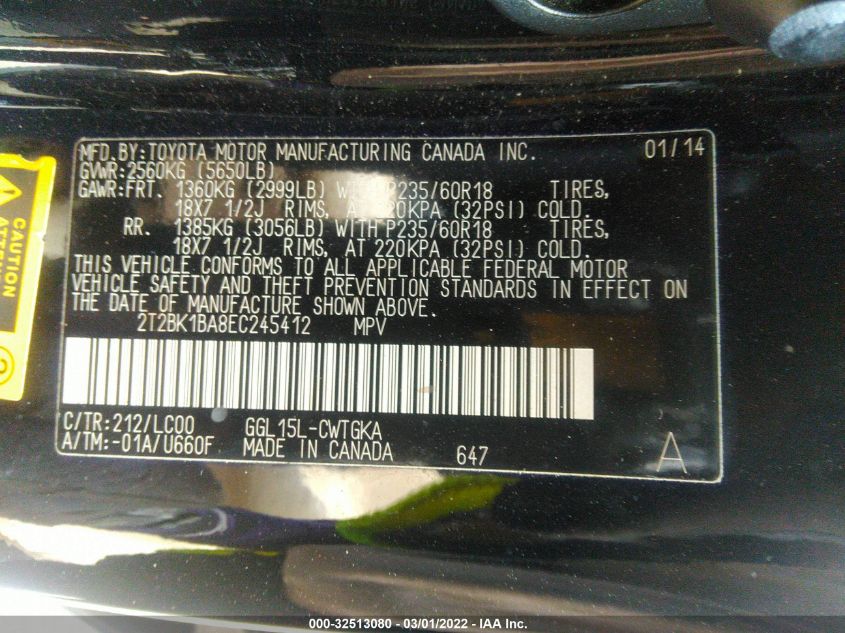 MFD.BY:TOYOTA MOTOR MANUFACTURING CANADA INC. 01/14
GVWR:2560KG (5650LB)
GAWR:FRT. 1360KG (2999LB) WITH P235/60R18 TIRES,
18X7 1/2J RIMS, AT 220KPA (32PSI) COLD.
RR. 1385KG (3056LB) WITH P235/60R18 TIRES,
18X7 1/2J RIMS, AT 220KPA (32PSI) COLD.
THIS VEHICLE CONFORMS TO ALL APPLICABLE FEDERAL MOTOR
VEHICLE SAFETY AND THEFT PREVENTION STANDARDS IN EFFECT ON
THE DATE OF MANUFACTURE SHOWN ABOVE.
2T2BK1BA8EC245412 MPV
C/TR:212/LC00 GGL15L-CWTGKA
A/TM:-01A/U660F MADE IN CANADA 647 A
CAUTION
000-32513080 - 03/01/2022 - IAA Inc.